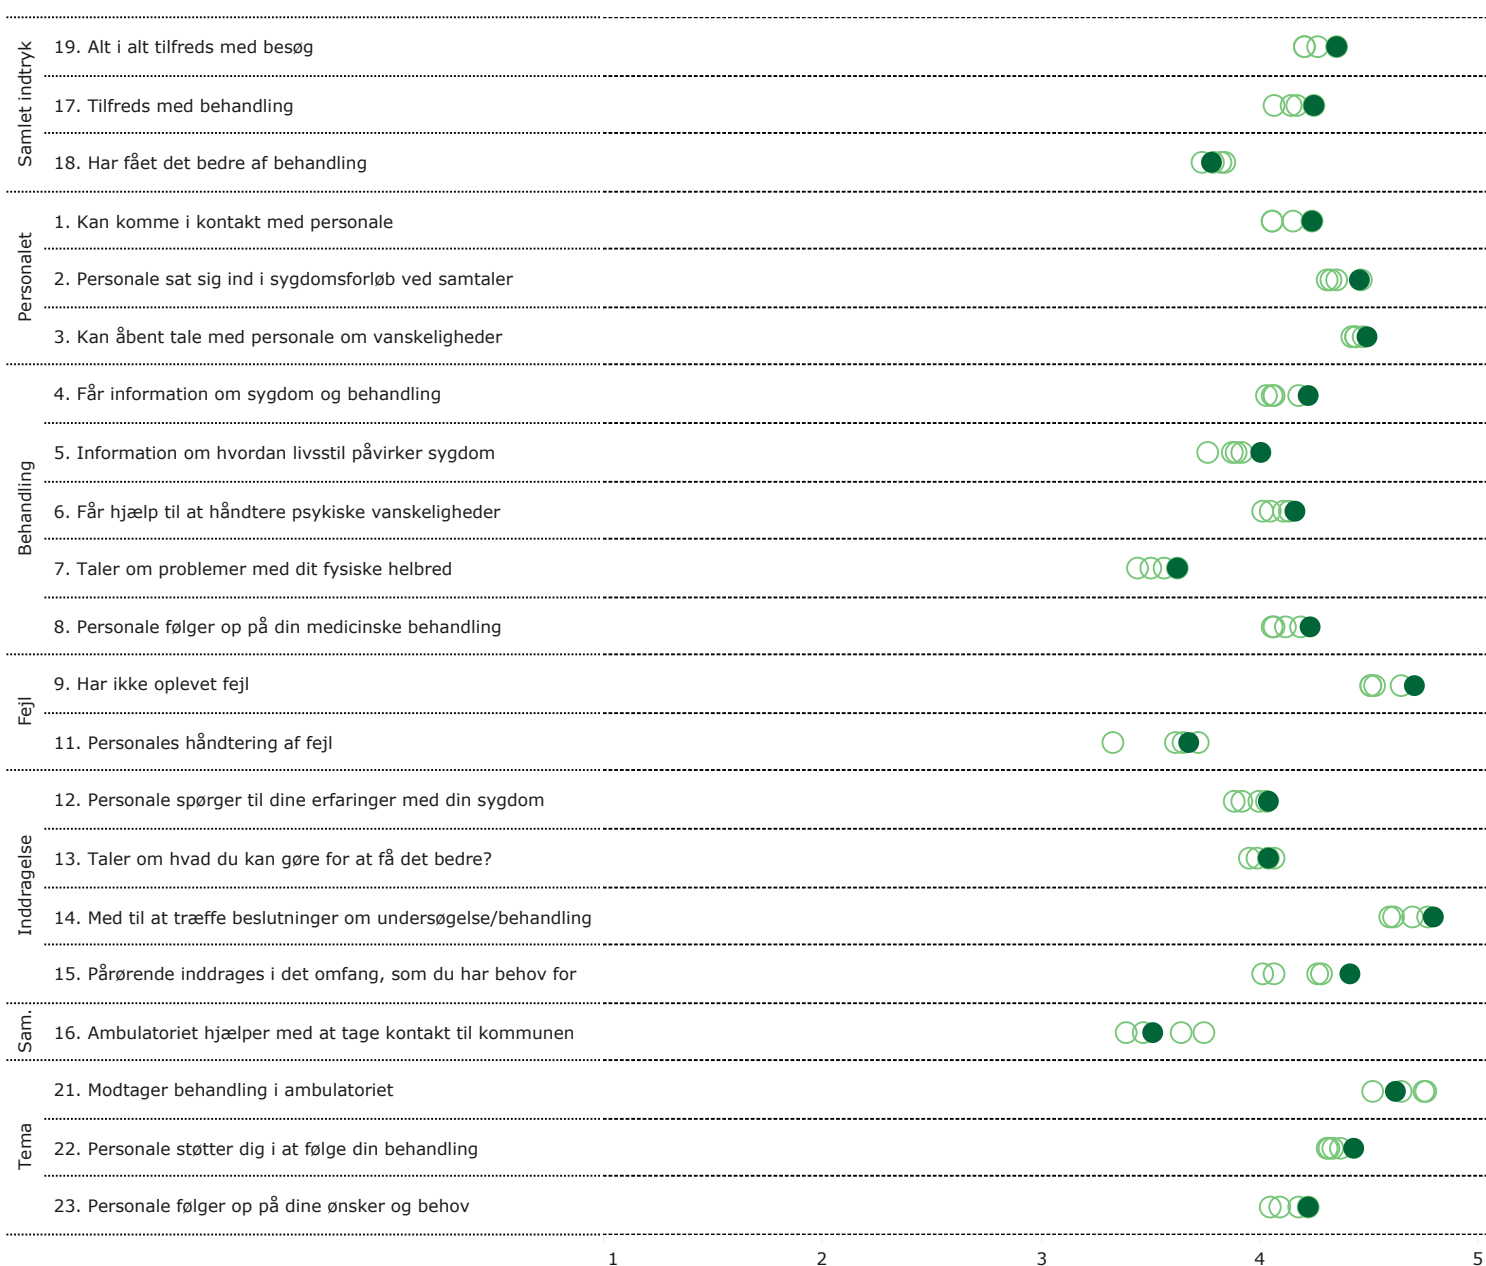 Samlet indtryk
19. Alt i alt tilfreds med besøg
17. Tilfreds med behandling
18. Har fået det bedre af behandling
Personalet
1. Kan komme i kontakt med personale
2. Personale sat sig ind i sygdomsforløb ved samtaler
3. Kan åbent tale med personale om vanskeligheder
Behandling
4. Får information om sygdom og behandling
5. Information om hvordan livsstil påvirker sygdom
6. Får hjælp til at håndtere psykiske vanskeligheder
7. Taler om problemer med dit fysiske helbred
8. Personale følger op på din medicinske behandling
Fejl
9. Har ikke oplevet fejl
11. Personales håndtering af fejl
Inddragelse
12. Personale spørger til dine erfaringer med din sygdom
13. Taler om hvad du kan gøre for at få det bedre?
14. Med til at træffe beslutninger om undersøgelse/behandling
15. Pårørende inddrages i det omfang, som du har behov for
Sam.
16. Ambulatoriet hjælper med at tage kontakt til kommunen
Tema
21. Modtager behandling i ambulatoriet
22. Personale støtter dig i at følge din behandling
23. Personale følger op på dine ønsker og behov
1 2 3 4 5